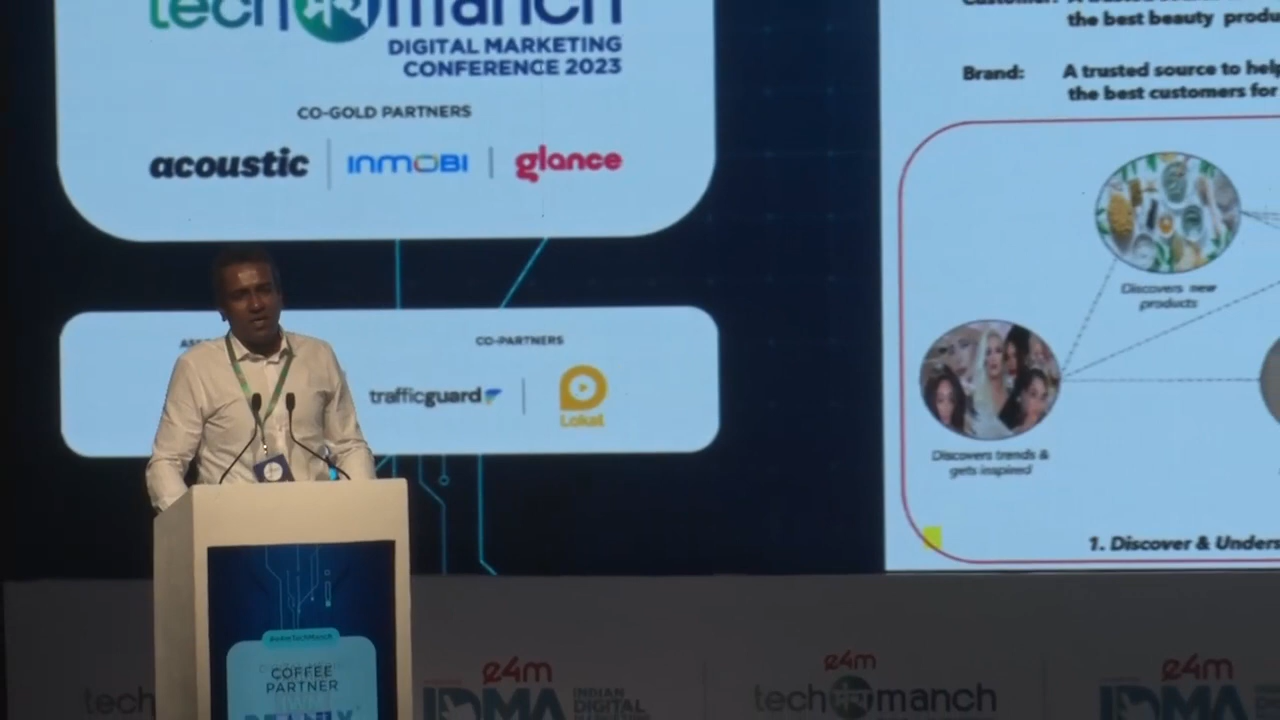 tech मंच manch
DIGITAL MARKETING
CONFERENCE 2023
CO-GOLD PARTNERS
acoustic
INMOBI
glance
CO-PARTNERS
trafficguard
Lokal
the best beauty produ
Brand:
A trusted source to help
the best customers for
Discovers new
products
Discovers trends &
gets inspired
1. Discover & Unders
#e4mTechManch
COFFEE
PARTNER
tech
e4m
IDMA
INDIAN
DIGITAL
e4m
tech मंच manch
e4m
IDMA